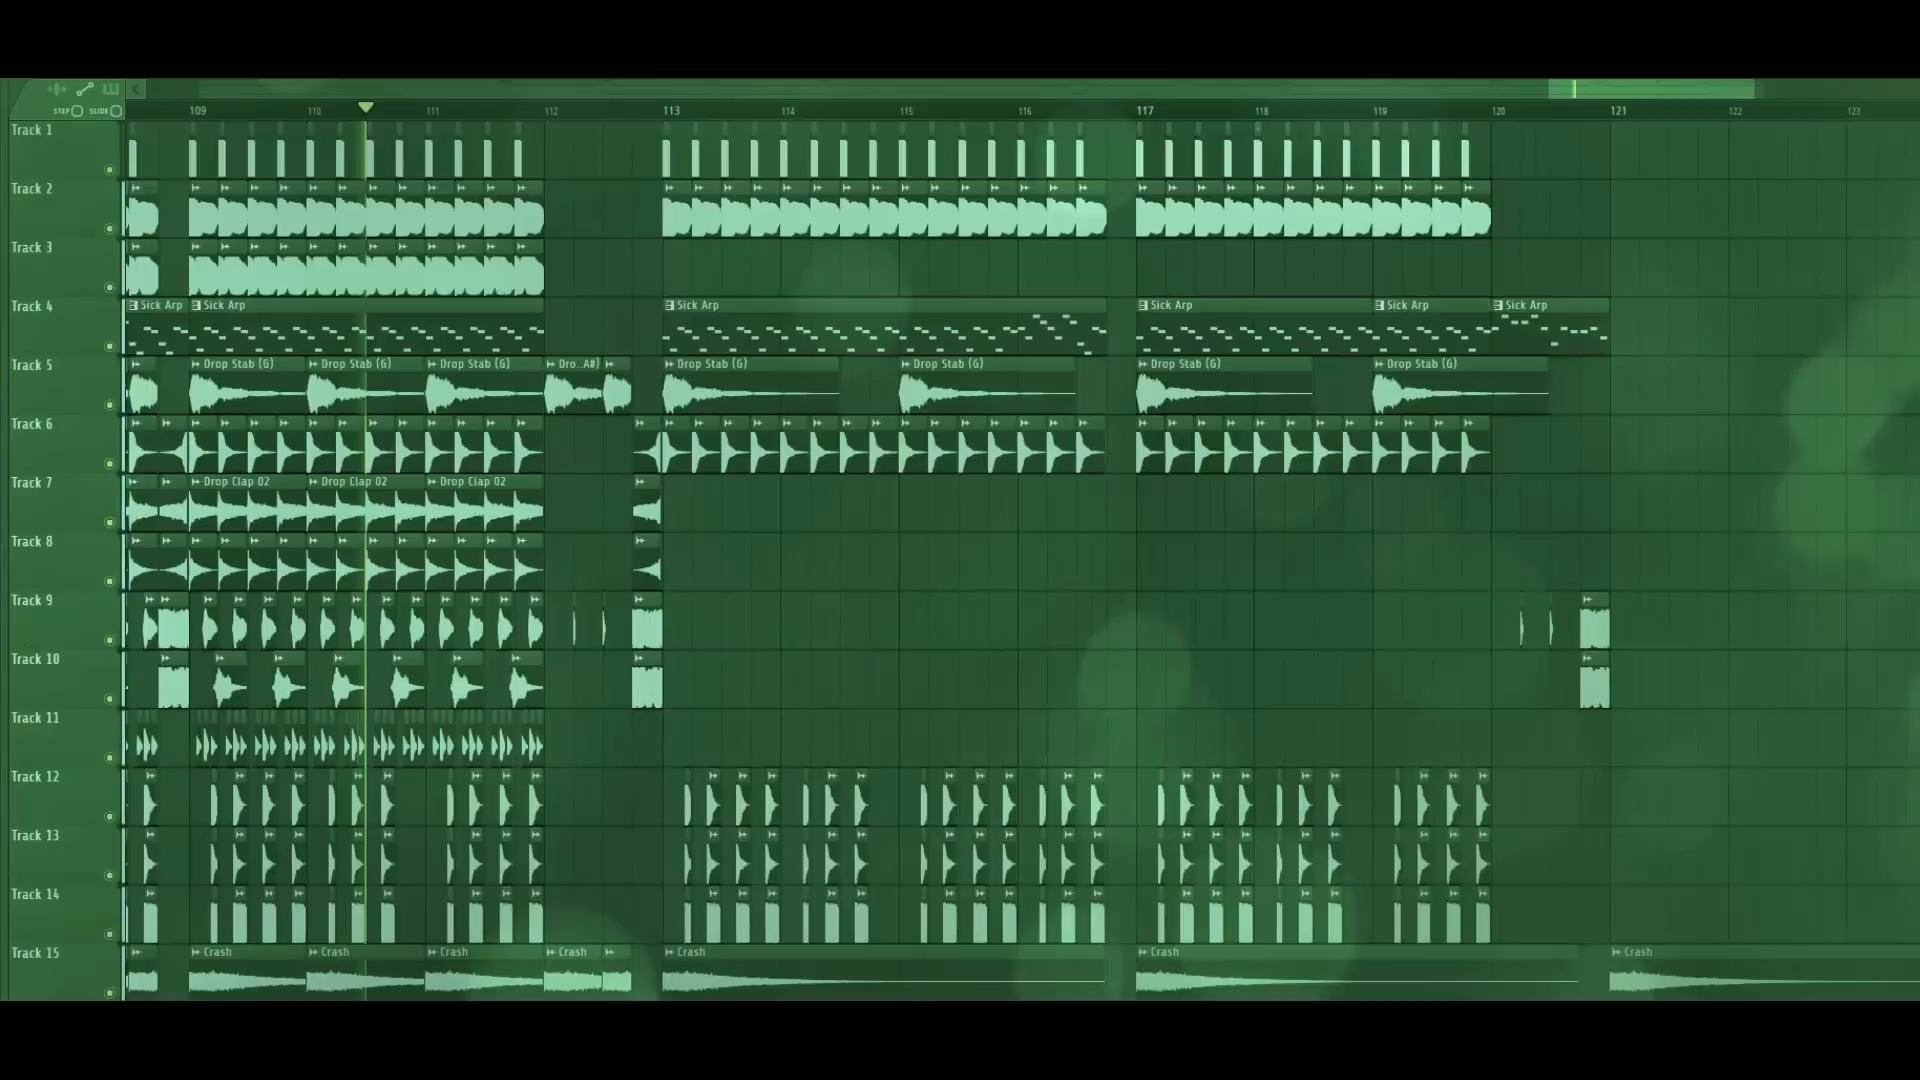 STEP SLIDE
109 110 111 112 113 114 115 116 117 118 119 120 121 122 123
Track 1
Track 2
Track 3
Track 4 Sick Arp Sick Arp Sick Arp Sick Arp Sick Arp Sick Arp
Track 5 Drop Stab (G) Drop Stab (G) Drop Stab (G) Dro..A#) Drop Stab (G) Drop Stab (G) Drop Stab (G) Drop Stab (G)
Track 6
Track 7 Drop Clap 02 Drop Clap 02 Drop Clap 02
Track 8
Track 9
Track 10
Track 11
Track 12
Track 13
Track 14
Track 15 Crash Crash Crash Crash Crash Crash Crash